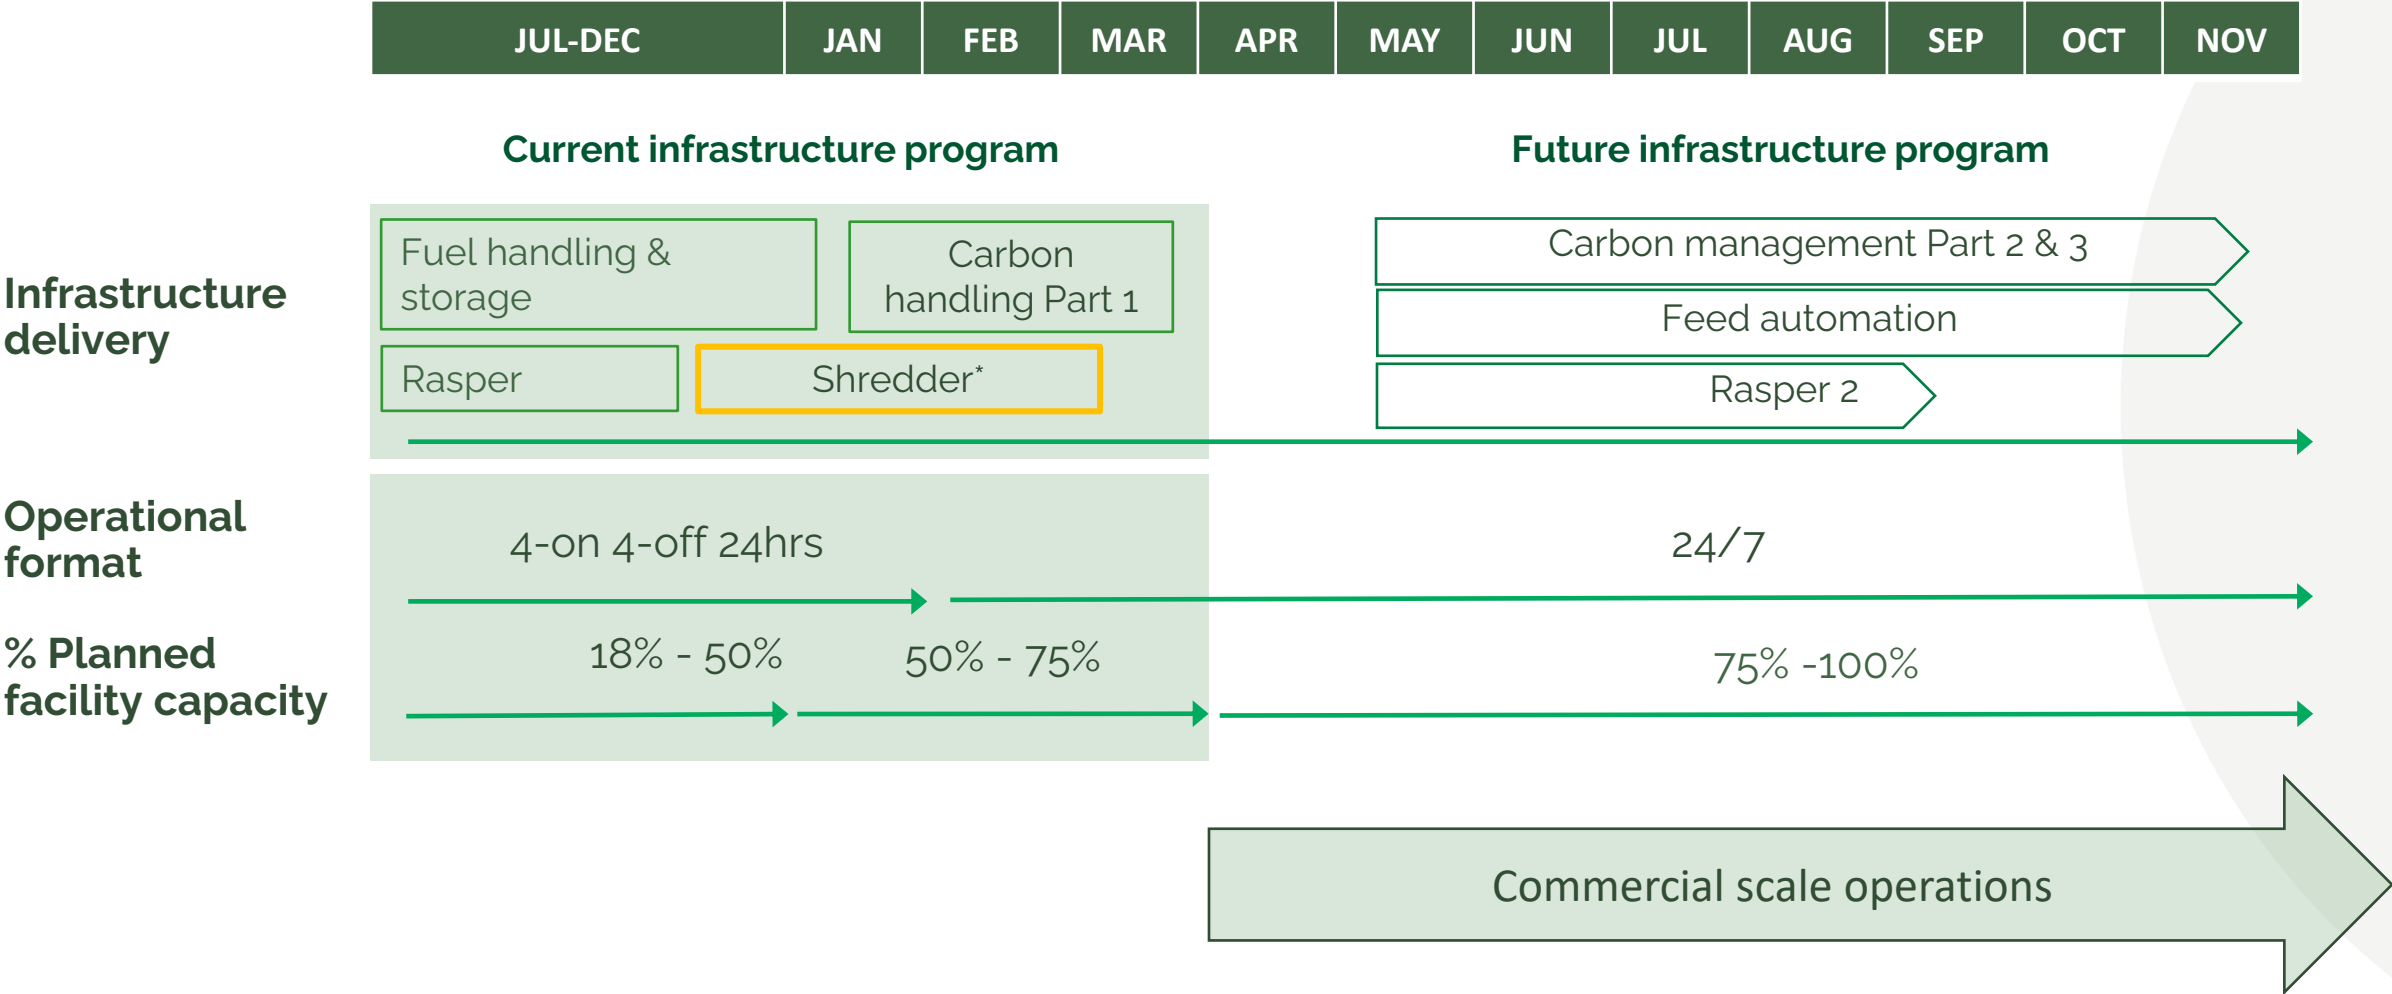 JUL-DEC JAN FEB MAR APR MAY JUN JUL AUG SEP OCT NOV
Current infrastructure program
Future infrastructure program
Infrastructure
delivery
Fuel handling &
storage
Carbon
handling Part 1
Rasper
Shredder*
Carbon management Part 2 & 3
Feed automation
Rasper 2
Operational
format
4-on 4-off 24hrs
24/7
% Planned
facility capacity
18% - 50%
50% - 75%
75% -100%
Commercial scale operations